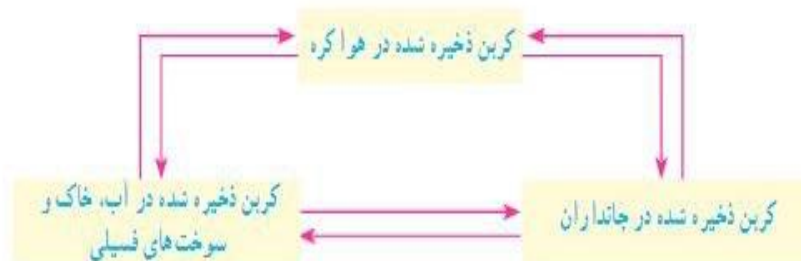 کربن ذخیره شده در هوا کره
کربن ذخیره شده در جانداران
کربن ذخیره شده در آب، خاک و
سوخت‌های فسیلی